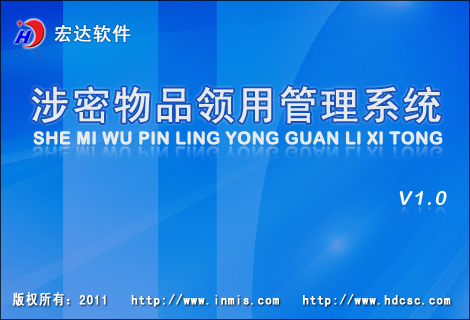 宏达软件
涉密物品领用管理系统
SHE MI WU PIN LING YONG GUAN LI XI TONG
V1.0
版权所有：2011 http://www.inmis.com http://www.hdcsc.com